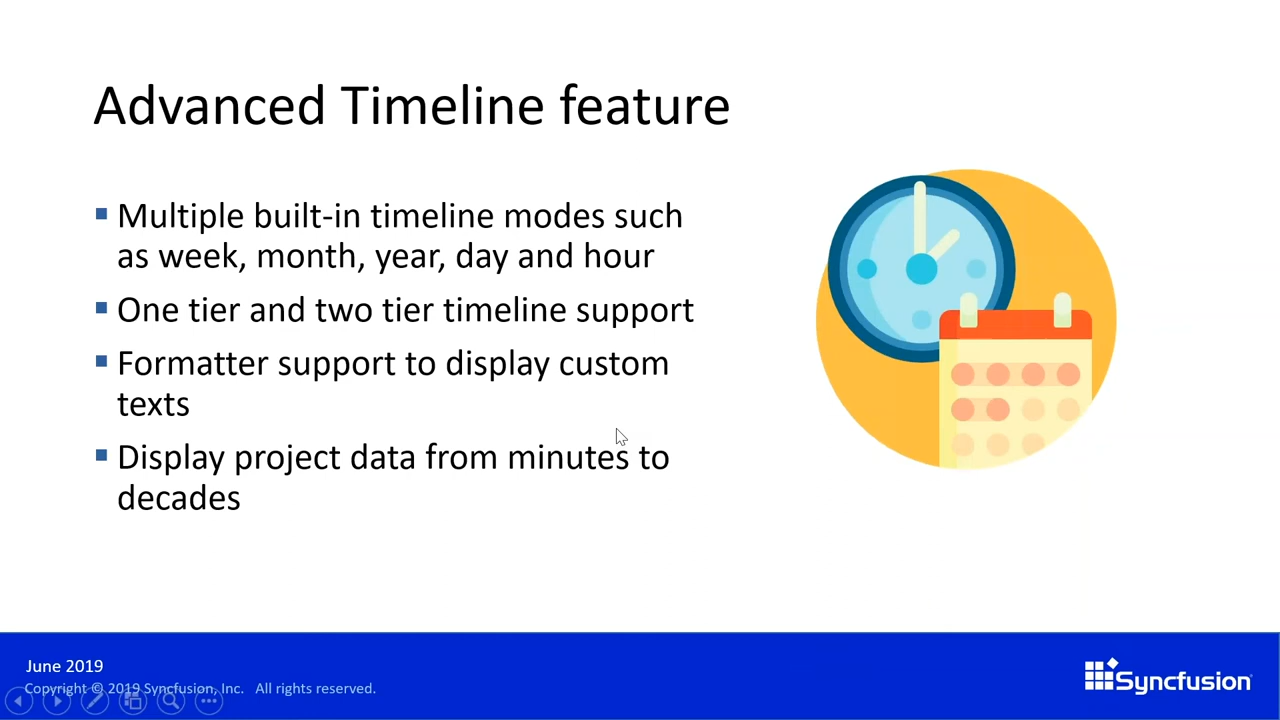 Advanced Timeline feature
Multiple built-in timeline modes such
as week, month, year, day and hour
One tier and two tier timeline support
Formatter support to display custom
texts
Display project data from minutes to
decades
June 2019
Copyright © 2019 Syncfusion, Inc. All rights reserved.
Syncfusion